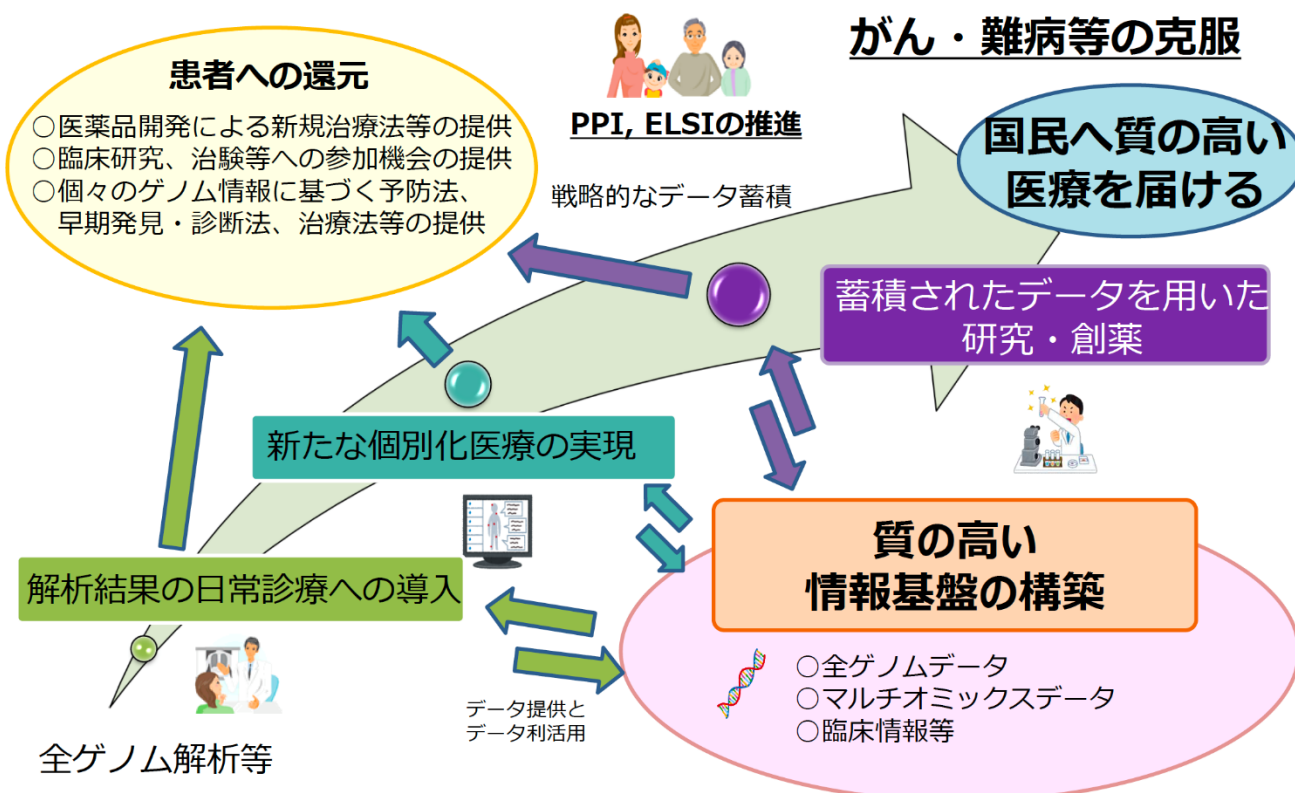 がん・難病等の克服
患者への還元
○医薬品開発による新規治療法等の提供
○臨床研究、治験等への参加機会の提供
○個々のゲノム情報に基づく予防法、
早期発見・診断法、治療法等の提供
PPI, ELSIの推進
戦略的なデータ蓄積
国民へ質の高い
医療を届ける
蓄積されたデータを用いた
研究・創薬
新たな個別化医療の実現
解析結果の日常診療への導入
質の高い
情報基盤の構築
○全ゲノムデータ
○マルチオミックスデータ
○臨床情報等
データ提供と
データ利活用
全ゲノム解析等